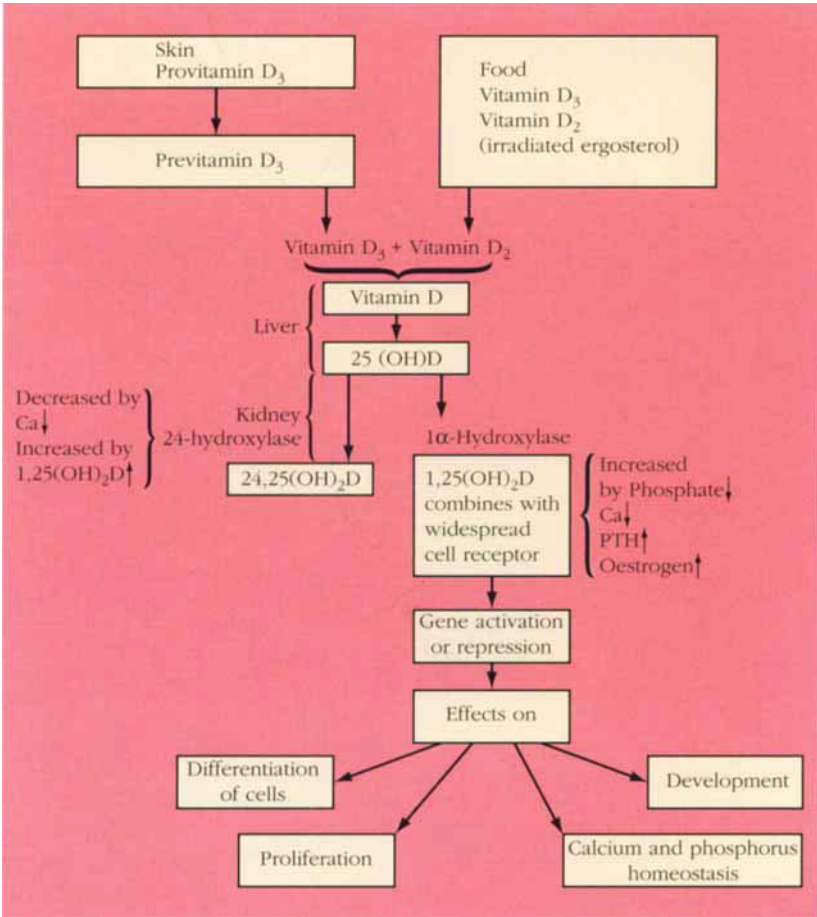 Skin
Provitamin D₃
Food
Vitamin D₃
Vitamin D₂
(irradiated ergosterol)
Previtamin D₃
Vitamin D₃ + Vitamin D₂
Vitamin D
Liver
25 (OH)D
Decreased by
Ca↓
Increased by
1,25(OH)₂D↑
Kidney
24-hydroxylase
24,25(OH)₂D
1α-Hydroxylase
1,25(OH)₂D
combines with
widespread
cell receptor
Increased
by Phosphate↓
Ca↓
PTH↑
Oestrogen↑
Gene activation
or repression
Effects on
Differentiation
of cells
Development
Proliferation
Calcium and phosphorus
homeostasis